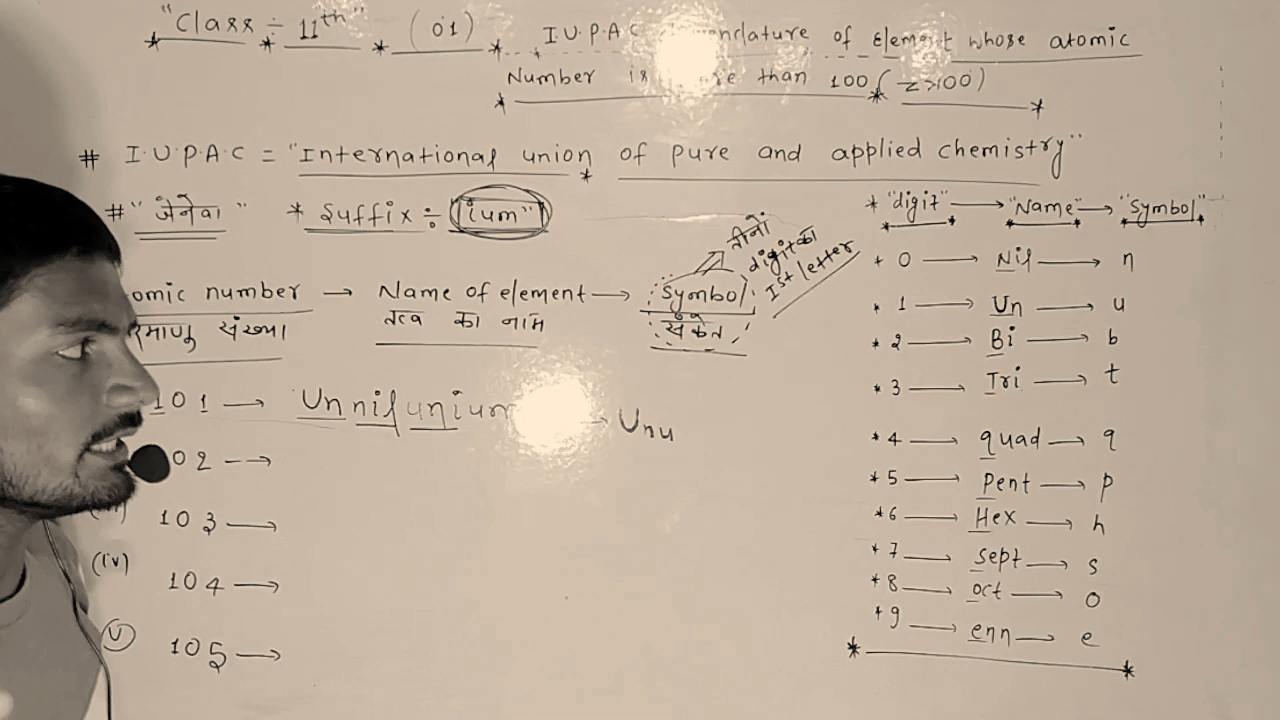 "Class ÷ 11th" (01) I.U.P.A.C of Element whose atomic
Number is than 100 (Z>100)
# I.U.P.A.C = "International union of pure and applied chemistry"
# "जेनेवा" * Suffix ÷ "ium"
तीनों digit का 1st letter
* "digit" → "Name" → "Symbol"
number → Name of element → Symbol
संख्या तत्व का नाम संकेत
* 0 → Nil → n
* 1 → Un → u
* 2 → Bi → b
* 3 → Tri → t
* 4 → quad → q
* 5 → Pent → p
* 6 → Hex → h
* 7 → sept → s
* 8 → oct → o
* 9 → enn → e
101 → Unnilunium → Unu
02 →
103 →
(iv) 104 →
(v) 105 →